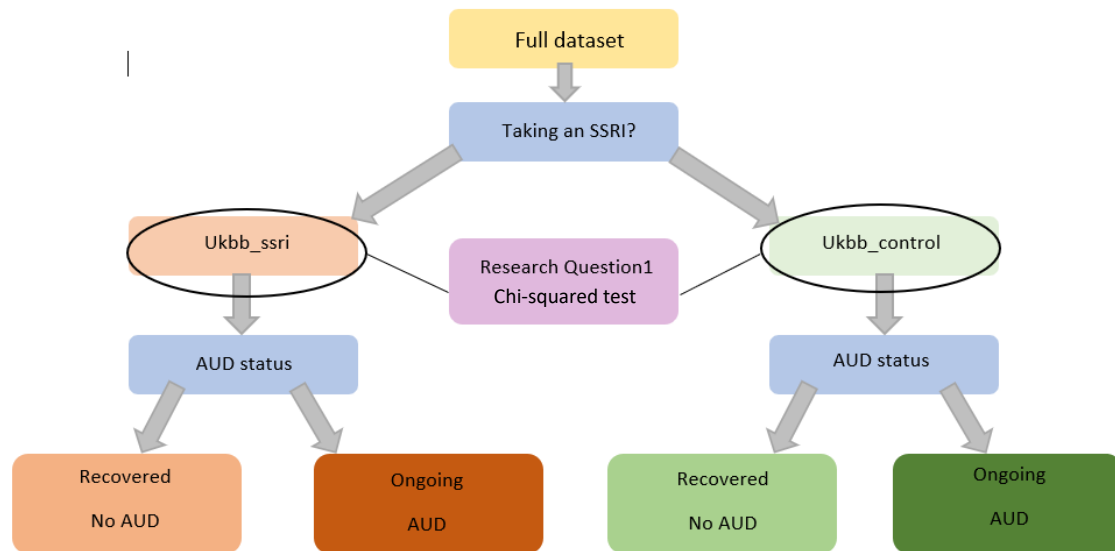 Full dataset
Taking an SSRI?
Ukbb_ssri
Ukbb_control
Research Question1
Chi-squared test
AUD status
AUD status
Recovered
No AUD
Ongoing
AUD
Recovered
No AUD
Ongoing
AUD